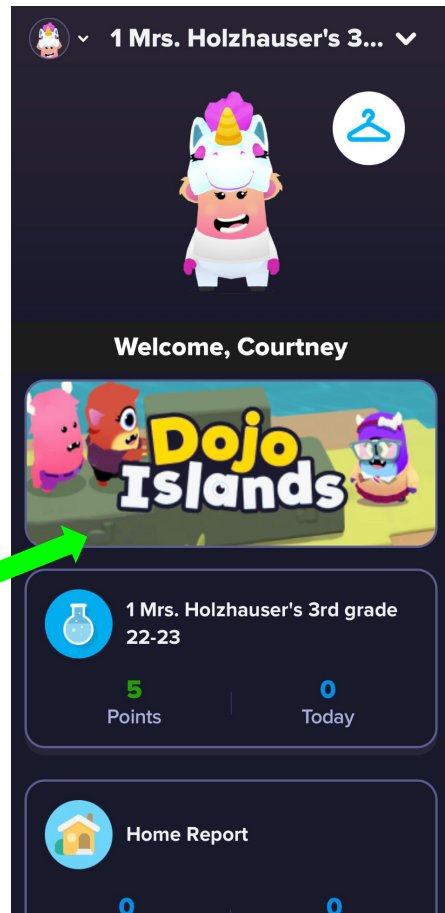 1 Mrs. Holzhauser's 3...
Welcome, Courtney
Dojo
Islands
1 Mrs. Holzhauser's 3rd grade
22-23
5 0
Points Today
Home Report
0 0